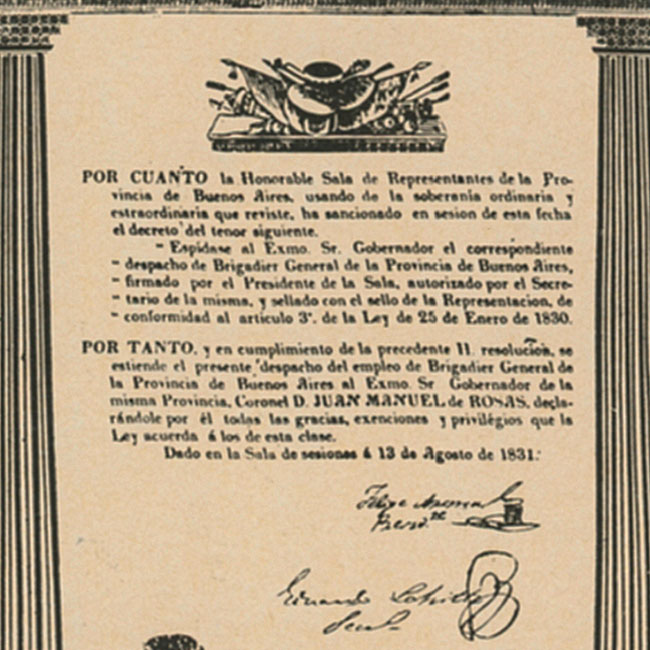 POR CUANTO la Honorable Sala de Representantes de la Pro-
vincia de Buenos Aires, usando de la soberanía ordinaria y
estraordinaria que reviste, ha sancionado en sesion de esta fecha
el decreto del tenor siguiente.
- Espídase al Exmo. Sr. Gobernador el correspondiente
- despacho de Brigadier General de la Provincia de Buenos Aires,
- firmado por el Presidente de la Sala, autorizado por el Secre-
- tario de la misma, y sellado con el sello de la Representacion, de
- conformidad al artículo 3º. de la Ley de 25 de Enero de 1830.
POR TANTO, y en cumplimiento de la precedente H. resolucion, se
estiende el presente despacho del empleo de Brigadier General de
la Provincia de Buenos Aires al Exmo. Sr Gobernador de la
misma Provincia, Coronel D. JUAN MANUEL de ROSAS, decla-
rándole por él todas las gracias, exenciones y privilégios que la
Ley acuerda á los de esta clase.
Dado en la Sala de sesiones á 13 de Agosto de 1831.
Felipe
Eduardo